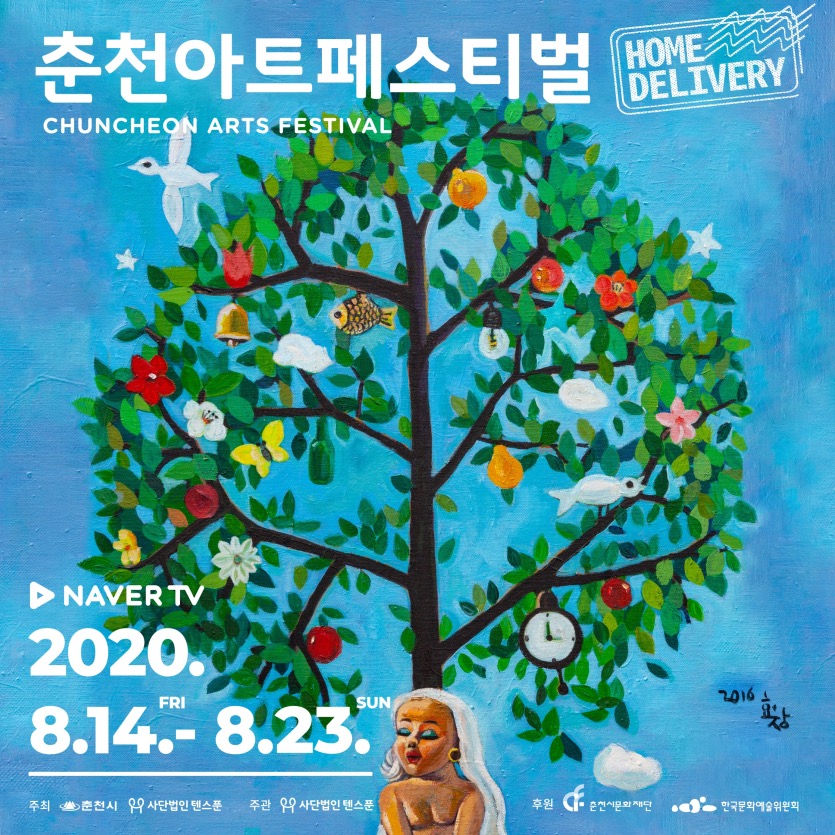 춘천아트페스티벌
HOME
DELIVERY
CHUNCHEON ARTS FESTIVAL
NAVER TV
2020.
8.14.FRI- 8.23.SUN
2016 효상
주최 춘천시 사단법인 텐스푼 주관 사단법인 텐스푼 후원 춘천시문화재단 한국문화예술위원회